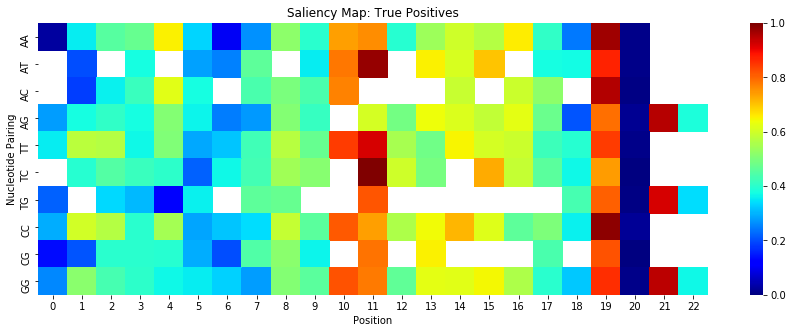 Saliency Map: True Positives
Nucleotide Pairing
AA
AT
AC
AG
TT
TC
TG
CC
CG
GG
0 1 2 3 4 5 6 7 8 9 10 11 12 13 14 15 16 17 18 19 20 21 22
Position
1.0
0.8
0.6
0.4
0.2
0.0